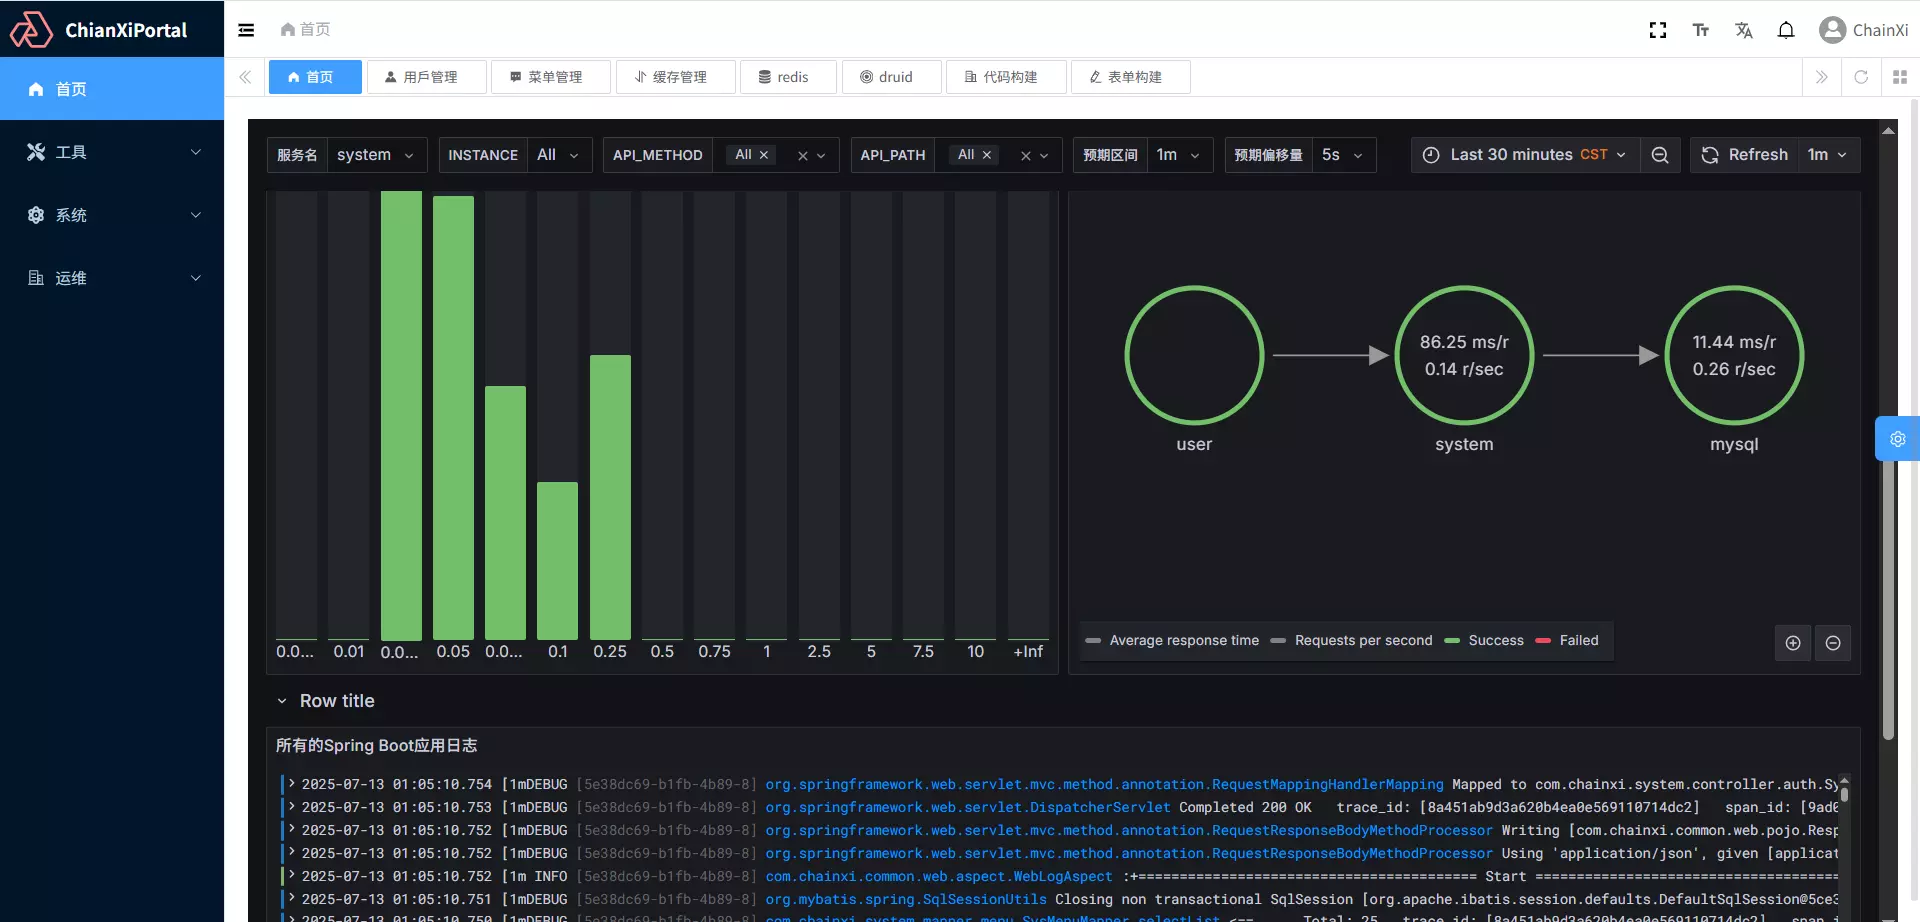 ChianXiPortal
首页
ChainXi
首页
用戶管理
菜单管理
缓存管理
redis
druid
代码构建
表单构建
首页
工具
系统
运维
服务名 system
INSTANCE All
API_METHOD All
API_PATH All
预期区间 1m
预期偏移量 5s
Last 30 minutes CST
Refresh 1m
0.0... 0.01 0.0... 0.05 0.0... 0.1 0.25 0.5 0.75 1 2.5 5 7.5 10 +Inf
86.25 ms/r
0.14 r/sec
11.44 ms/r
0.26 r/sec
user
system
mysql
Average response time Requests per second Success Failed
Row title
所有的Spring Boot应用日志
2025-07-13 01:05:10.754 [1mDEBUG [5e38dc69-b1fb-4b89-8] org.springframework.web.servlet.mvc.method.annotation.RequestMappingHandlerMapping Mapped to com.chainxi.system.controller.auth.Sy
2025-07-13 01:05:10.753 [1mDEBUG [5e38dc69-b1fb-4b89-8] org.springframework.web.servlet.DispatcherServlet Completed 200 OK trace_id: [8a451ab9d3a620b4ea0e569110714dc2] span_id: [9ad0
2025-07-13 01:05:10.752 [1mDEBUG [5e38dc69-b1fb-4b89-8] org.springframework.web.servlet.mvc.method.annotation.RequestResponseBodyMethodProcessor Writing [com.chainxi.common.web.pojo.Resp
2025-07-13 01:05:10.752 [1mDEBUG [5e38dc69-b1fb-4b89-8] org.springframework.web.servlet.mvc.method.annotation.RequestResponseBodyMethodProcessor Using 'application/json', given [applicat
2025-07-13 01:05:10.752 [1m INFO [5e38dc69-b1fb-4b89-8] com.chainxi.common.web.aspect.WebLogAspect :+========================================= Start =====================================
2025-07-13 01:05:10.751 [1mDEBUG [5e38dc69-b1fb-4b89-8] org.mybatis.spring.SqlSessionUtils Closing non transactional SqlSession [org.apache.ibatis.session.defaults.DefaultSqlSession@5ce3
2025-07-13 01:05:10.750 [1mDEBUG [5e38dc69-b1fb-4b89-8] com.chainxi.system.mapper.menu.SysMenuMapper.selectList <== Total: 25 trace_id: [8a451ab9d3a620b4ea0e569110714dc2] span_i